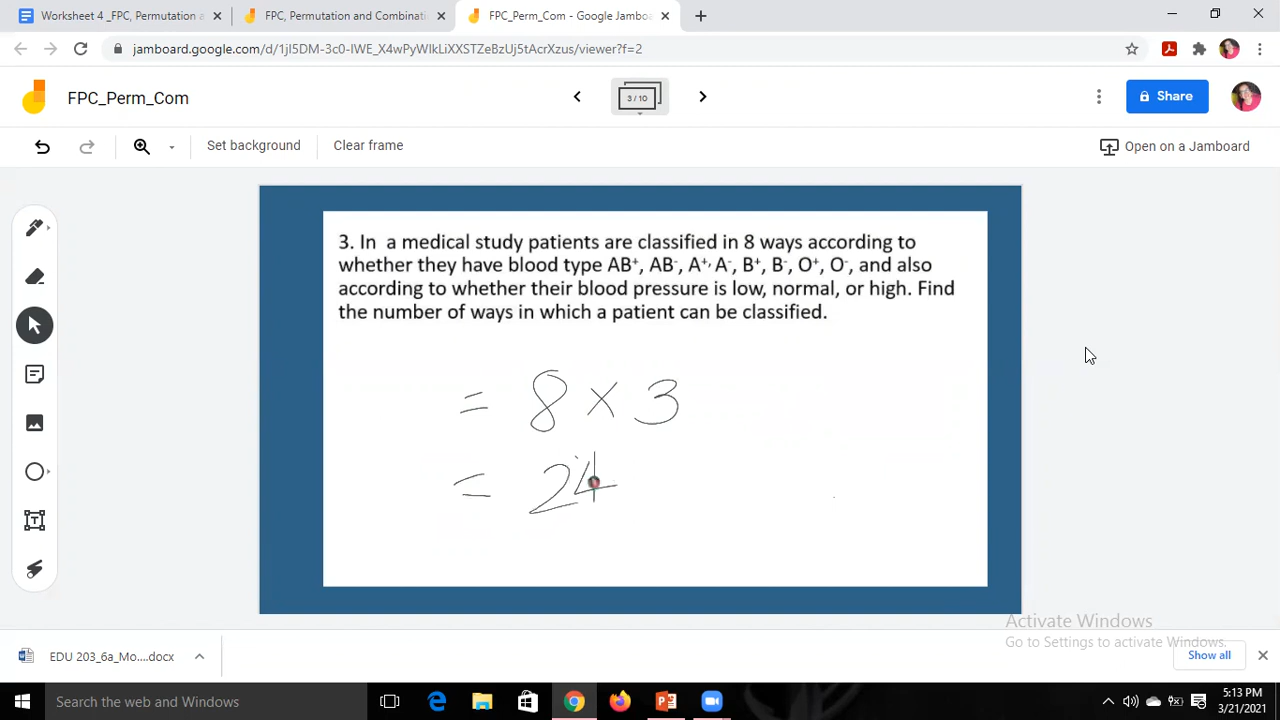 Worksheet 4 _FPC, Permutation a
FPC, Permutation and Combinati
FPC_Perm_Com - Google Jamboa
jamboard.google.com/d/1jI5DM-3c0-IWE_X4wPyWIkLiXXSTZeBzUj5tAcrXzus/viewer?f=2
FPC_Perm_Com
3 / 10
Share
Set background
Clear frame
Open on a Jamboard
3. In a medical study patients are classified in 8 ways according to
whether they have blood type AB⁺, AB⁻, A⁺, A⁻, B⁺, B⁻, O⁺, O⁻, and also
according to whether their blood pressure is low, normal, or high. Find
the number of ways in which a patient can be classified.
= 8 × 3
= 24
Activate Windows
Go to Settings to activate Windows.
EDU 203_6a_Mo....docx
Show all
Search the web and Windows
5:13 PM
3/21/2021